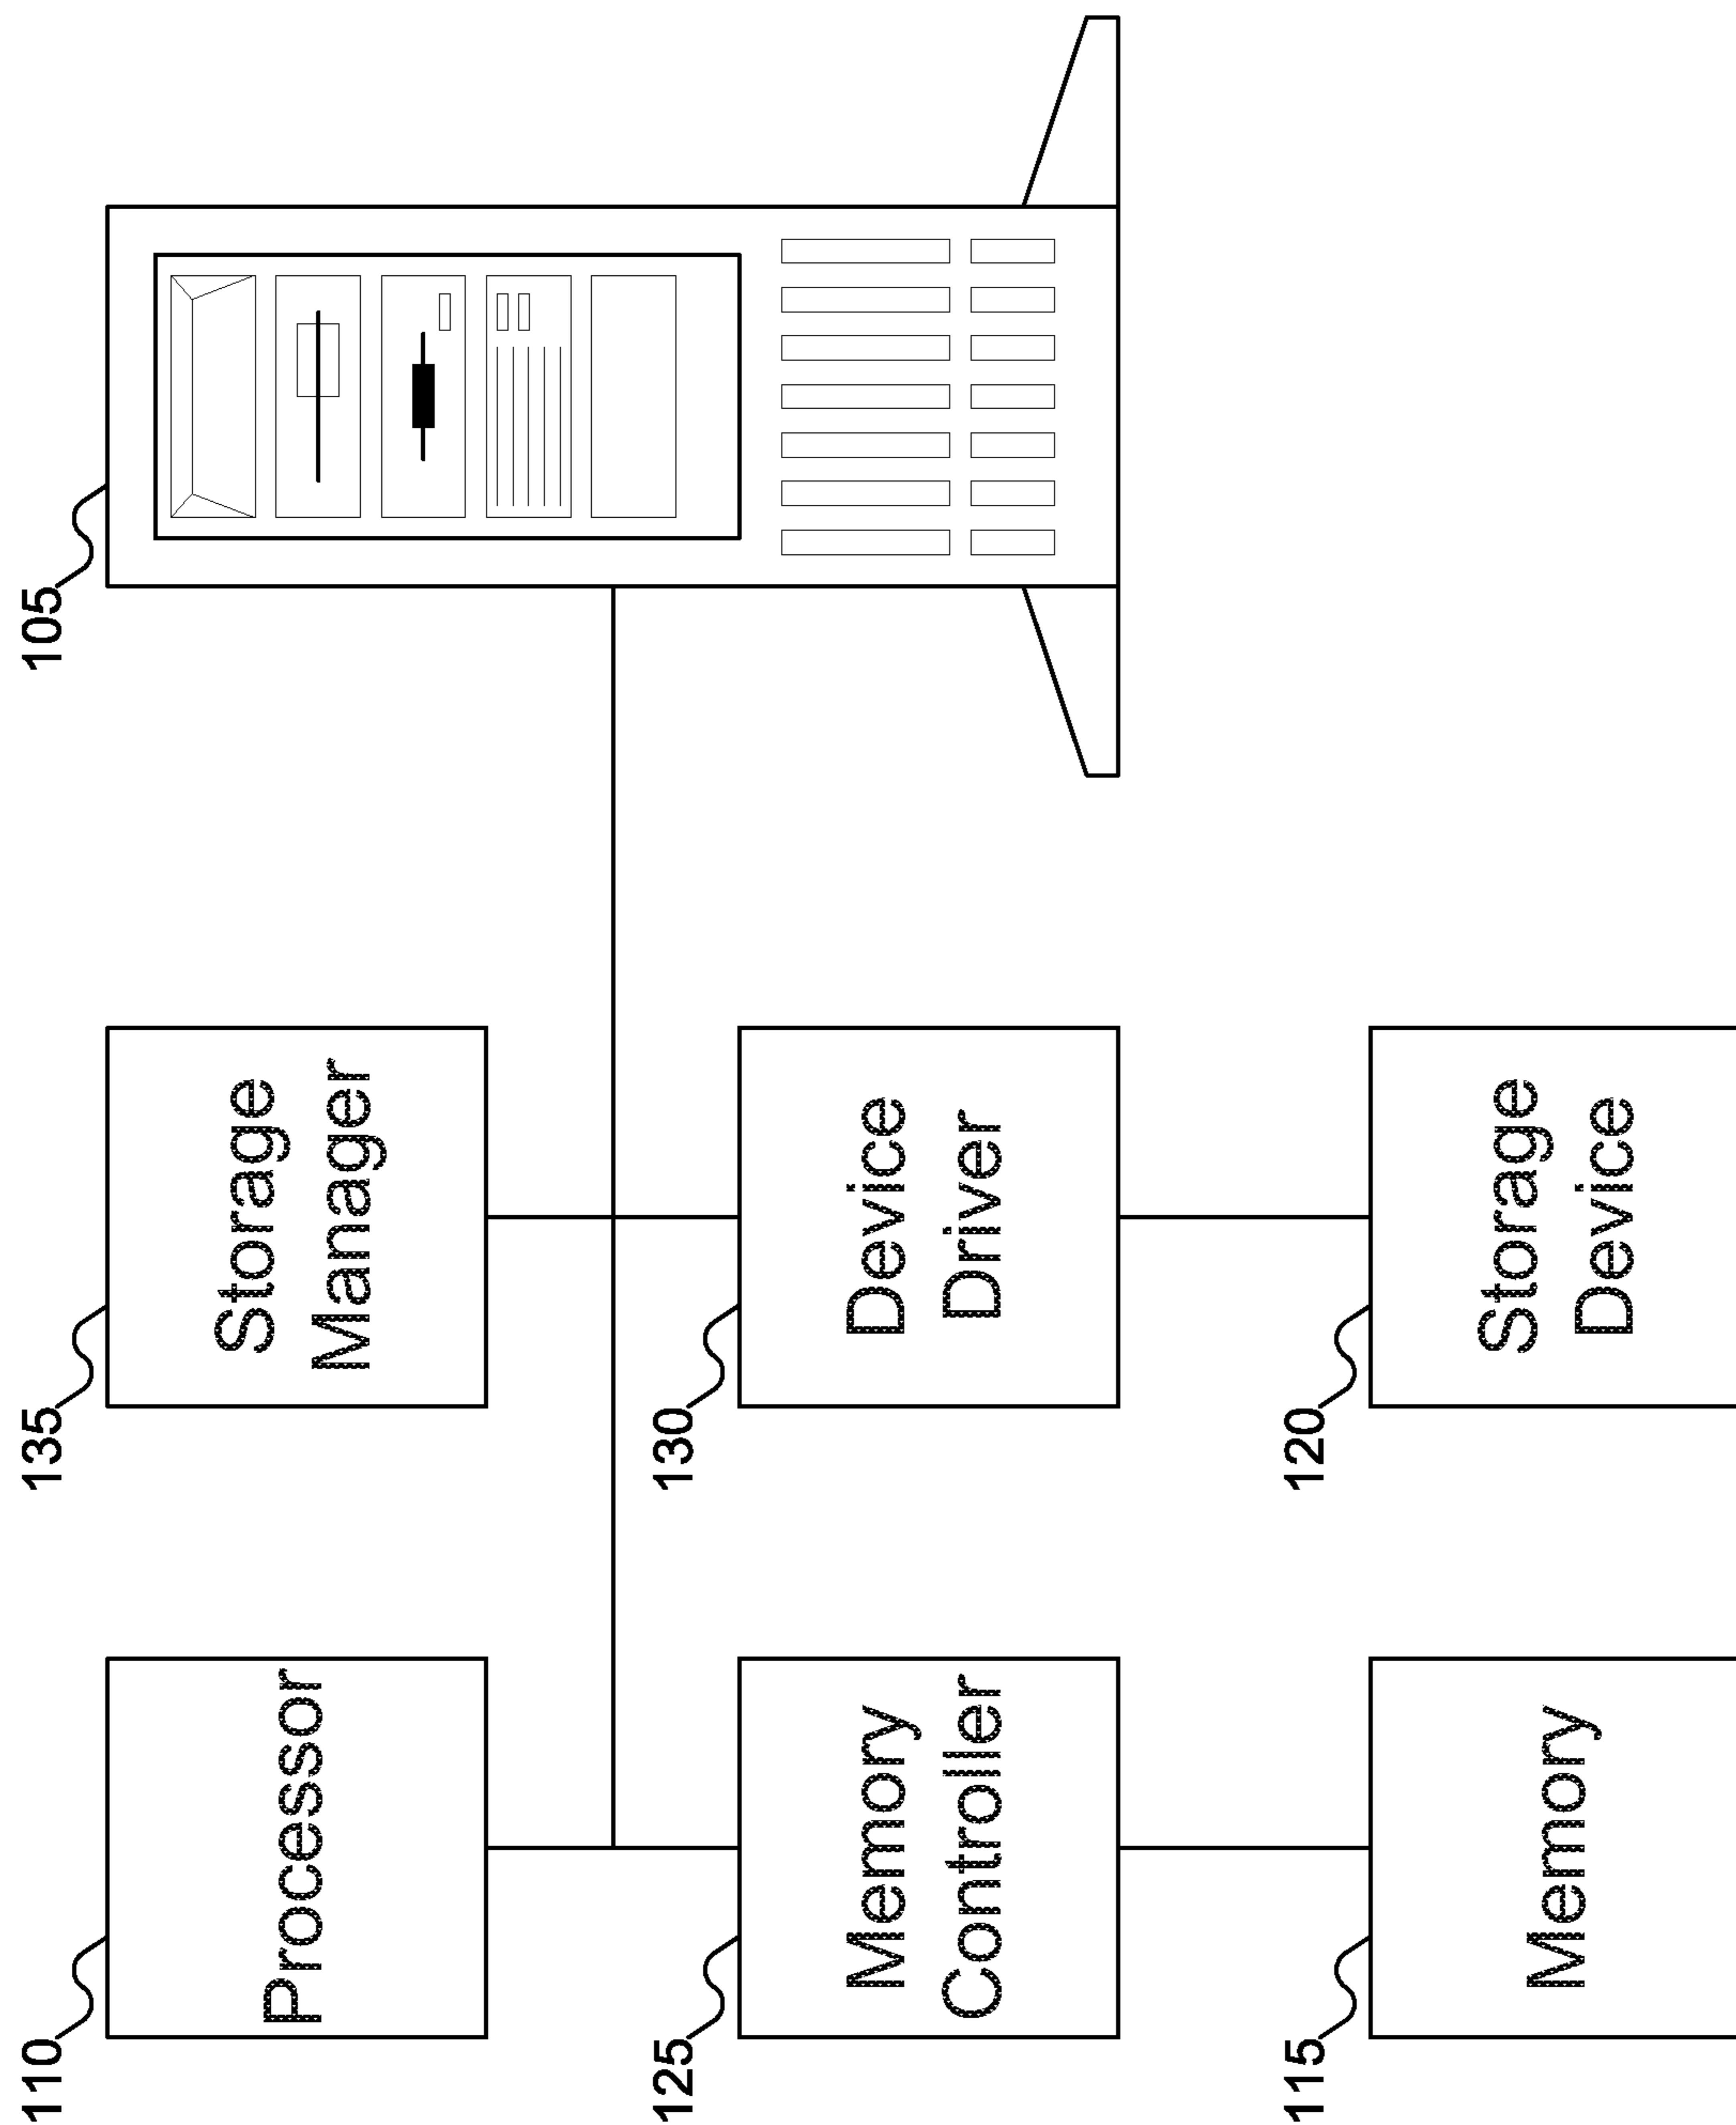 105
110
Processor
135
Storage
Manager
125
Memory
Controller
130
Device
Driver
115
Memory
120
Storage
Device